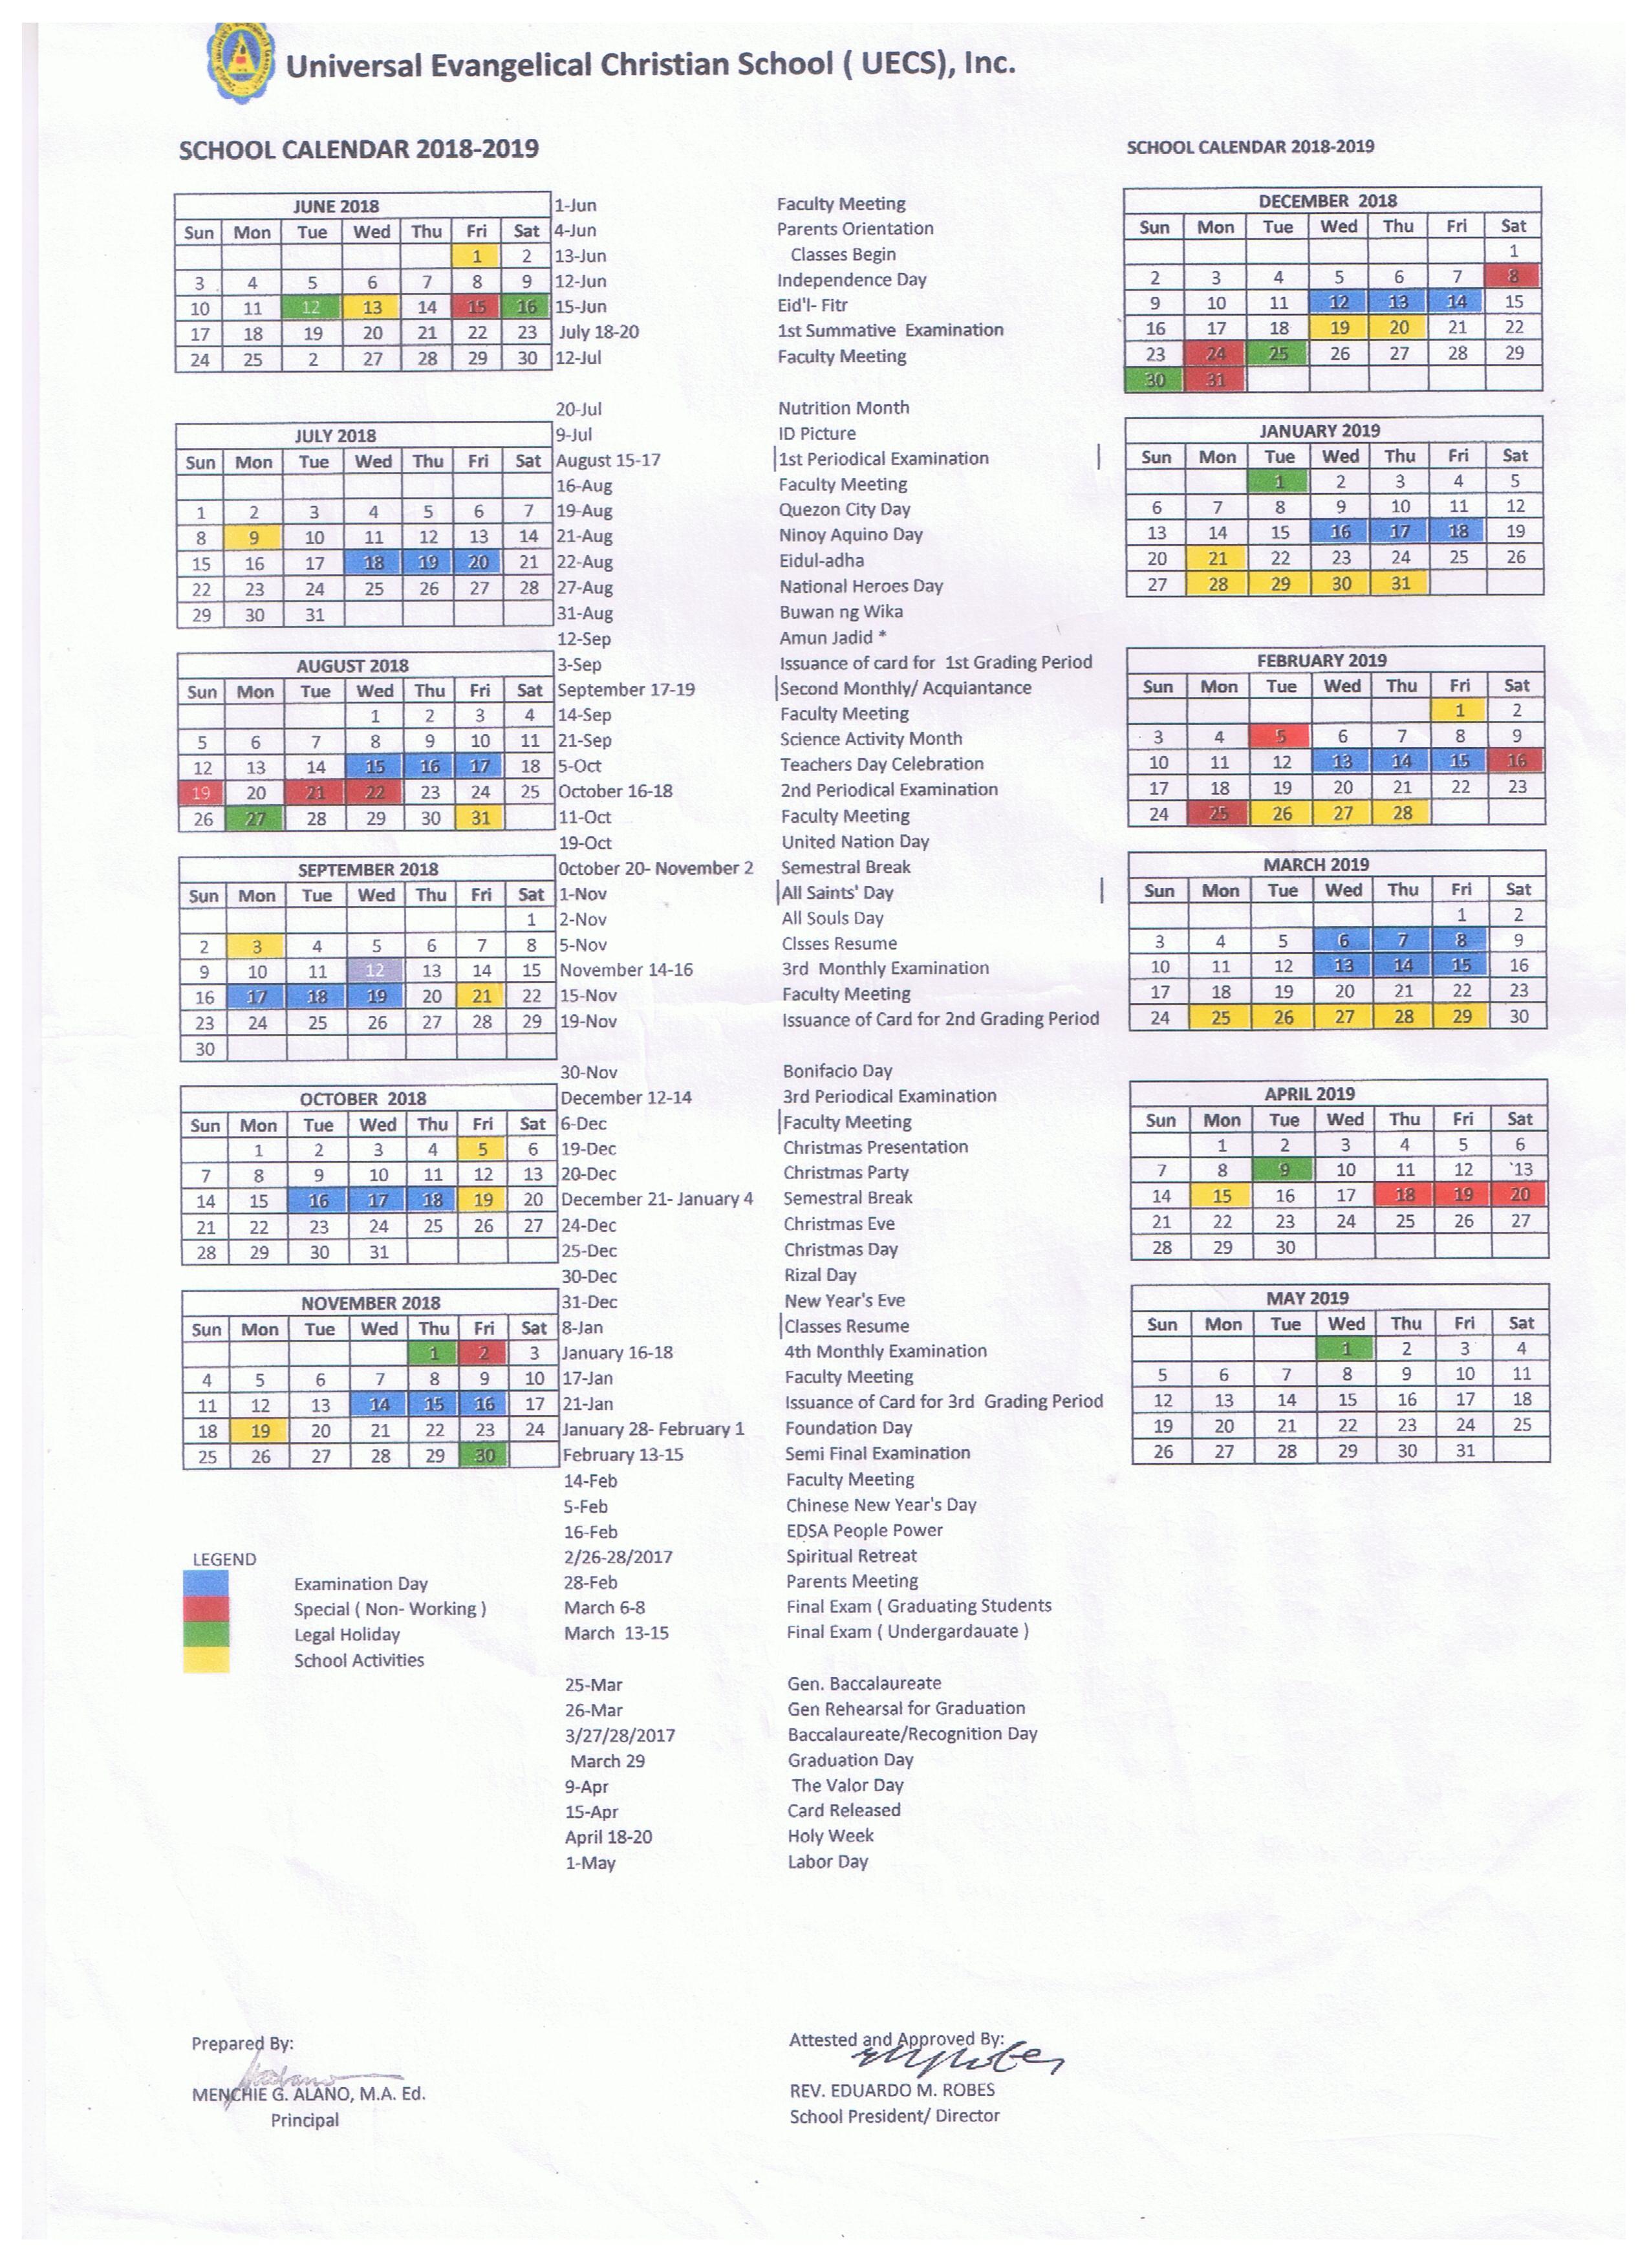 Universal Evangelical Christian School ( UECS), Inc.
SCHOOL CALENDAR 2018-2019
JUNE 2018
Sun Mon Tue Wed Thu Fri Sat
1 2
3 4 5 6 7 8 9
10 11 12 13 14 15 16
17 18 19 20 21 22 23
24 25 2 27 28 29 30
JULY 2018
Sun Mon Tue Wed Thu Fri Sat
1 2 3 4 5 6 7
8 9 10 11 12 13 14
15 16 17 18 19 20 21
22 23 24 25 26 27 28
29 30 31
AUGUST 2018
Sun Mon Tue Wed Thu Fri Sat
1 2 3 4
5 6 7 8 9 10 11
12 13 14 15 16 17 18
19 20 21 22 23 24 25
26 27 28 29 30 31
SEPTEMBER 2018
Sun Mon Tue Wed Thu Fri Sat
1
2 3 4 5 6 7 8
9 10 11 12 13 14 15
16 17 18 19 20 21 22
23 24 25 26 27 28 29
30
OCTOBER 2018
Sun Mon Tue Wed Thu Fri Sat
1 2 3 4 5 6
7 8 9 10 11 12 13
14 15 16 17 18 19 20
21 22 23 24 25 26 27
28 29 30 31
NOVEMBER 2018
Sun Mon Tue Wed Thu Fri Sat
1 2 3
4 5 6 7 8 9 10
11 12 13 14 15 16 17
18 19 20 21 22 23 24
25 26 27 28 29 30
LEGEND
Examination Day
Special ( Non- Working )
Legal Holiday
School Activities
1-Jun Faculty Meeting
4-Jun Parents Orientation
13-Jun Classes Begin
12-Jun Independence Day
15-Jun Eid'l- Fitr
July 18-20 1st Summative Examination
12-Jul Faculty Meeting
20-Jul Nutrition Month
9-Jul ID Picture
August 15-17 1st Periodical Examination
16-Aug Faculty Meeting
19-Aug Quezon City Day
21-Aug Ninoy Aquino Day
22-Aug Eidul-adha
27-Aug National Heroes Day
31-Aug Buwan ng Wika
12-Sep Amun Jadid *
3-Sep Issuance of card for 1st Grading Period
September 17-19 Second Monthly/ Acquiantance
14-Sep Faculty Meeting
21-Sep Science Activity Month
5-Oct Teachers Day Celebration
October 16-18 2nd Periodical Examination
11-Oct Faculty Meeting
19-Oct United Nation Day
October 20- November 2 Semestral Break
1-Nov All Saints' Day
2-Nov All Souls Day
5-Nov Clsses Resume
November 14-16 3rd Monthly Examination
15-Nov Faculty Meeting
19-Nov Issuance of Card for 2nd Grading Period
30-Nov Bonifacio Day
December 12-14 3rd Periodical Examination
6-Dec Faculty Meeting
19-Dec Christmas Presentation
20-Dec Christmas Party
December 21- January 4 Semestral Break
24-Dec Christmas Eve
25-Dec Christmas Day
30-Dec Rizal Day
31-Dec New Year's Eve
8-Jan Classes Resume
January 16-18 4th Monthly Examination
17-Jan Faculty Meeting
21-Jan Issuance of Card for 3rd Grading Period
January 28- February 1 Foundation Day
February 13-15 Semi Final Examination
14-Feb Faculty Meeting
5-Feb Chinese New Year's Day
16-Feb EDSA People Power
2/26-28/2017 Spiritual Retreat
28-Feb Parents Meeting
March 6-8 Final Exam ( Graduating Students
March 13-15 Final Exam ( Undergardauate )
25-Mar Gen. Baccalaureate
26-Mar Gen Rehearsal for Graduation
3/27/28/2017 Baccalaureate/Recognition Day
March 29 Graduation Day
9-Apr The Valor Day
15-Apr Card Released
April 18-20 Holy Week
1-May Labor Day
SCHOOL CALENDAR 2018-2019
DECEMBER 2018
Sun Mon Tue Wed Thu Fri Sat
1
2 3 4 5 6 7 8
9 10 11 12 13 14 15
16 17 18 19 20 21 22
23 24 25 26 27 28 29
30 31
JANUARY 2019
Sun Mon Tue Wed Thu Fri Sat
1 2 3 4 5
6 7 8 9 10 11 12
13 14 15 16 17 18 19
20 21 22 23 24 25 26
27 28 29 30 31
FEBRUARY 2019
Sun Mon Tue Wed Thu Fri Sat
1 2
3 4 5 6 7 8 9
10 11 12 13 14 15 16
17 18 19 20 21 22 23
24 25 26 27 28
MARCH 2019
Sun Mon Tue Wed Thu Fri Sat
1 2
3 4 5 6 7 8 9
10 11 12 13 14 15 16
17 18 19 20 21 22 23
24 25 26 27 28 29 30
APRIL 2019
Sun Mon Tue Wed Thu Fri Sat
1 2 3 4 5 6
7 8 9 10 11 12 '13
14 15 16 17 18 19 20
21 22 23 24 25 26 27
28 29 30
MAY 2019
Sun Mon Tue Wed Thu Fri Sat
1 2 3 4
5 6 7 8 9 10 11
12 13 14 15 16 17 18
19 20 21 22 23 24 25
26 27 28 29 30 31
Prepared By:
MENCHIE G. ALANO, M.A. Ed.
Principal
Attested and Approved By:
REV. EDUARDO M. ROBES
School President/ Director